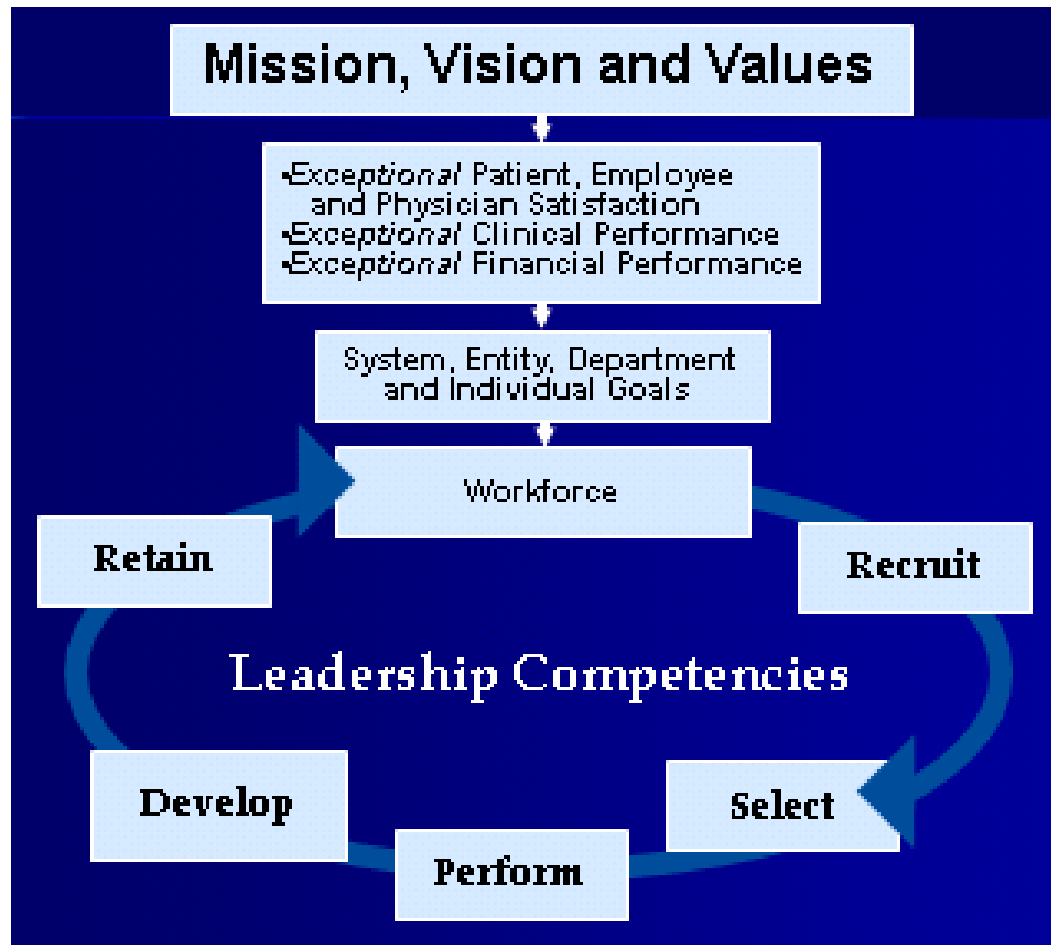 Mission, Vision and Values
•Exceptional Patient, Employee
and Physician Satisfaction
•Exceptional Clinical Performance
•Exceptional Financial Performance
System, Entity, Department
and Individual Goals
Workforce
Retain
Recruit
Leadership Competencies
Develop
Select
Perform